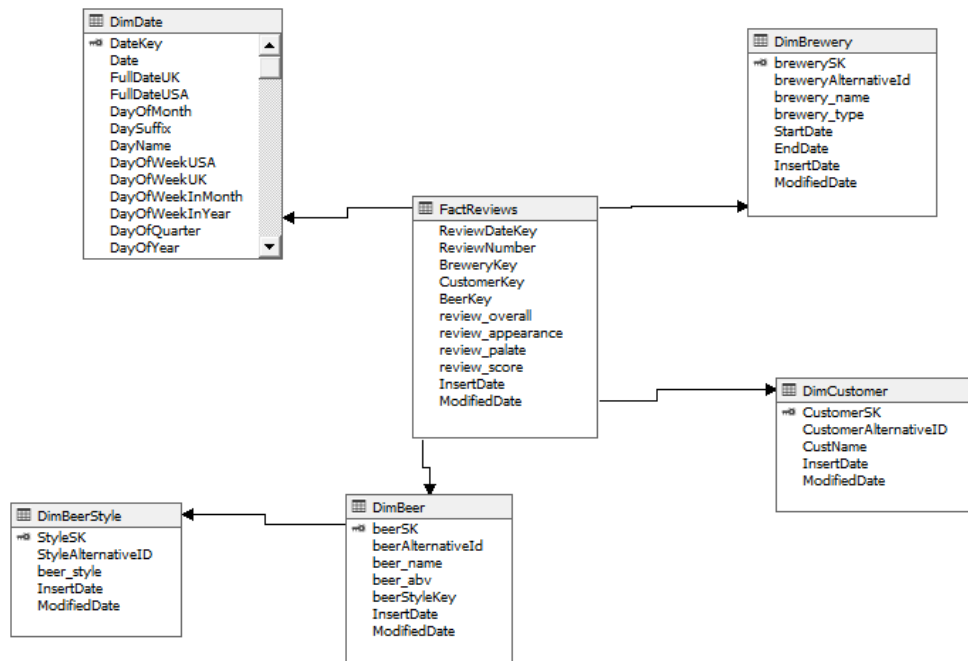 DimDate
DateKey
Date
FullDateUK
FullDateUSA
DayOfMonth
DaySuffix
DayName
DayOfWeekUSA
DayOfWeekUK
DayOfWeekInMonth
DayOfWeekInYear
DayOfQuarter
DayOfYear
DimBrewery
brewerySK
breweryAlternativeId
brewery_name
brewery_type
StartDate
EndDate
InsertDate
ModifiedDate
FactReviews
ReviewDateKey
ReviewNumber
BreweryKey
CustomerKey
BeerKey
review_overall
review_appearance
review_palate
review_score
InsertDate
ModifiedDate
DimCustomer
CustomerSK
CustomerAlternativeID
CustName
InsertDate
ModifiedDate
DimBeerStyle
StyleSK
StyleAlternativeID
beer_style
InsertDate
ModifiedDate
DimBeer
beerSK
beerAlternativeId
beer_name
beer_abv
beerStyleKey
InsertDate
ModifiedDate